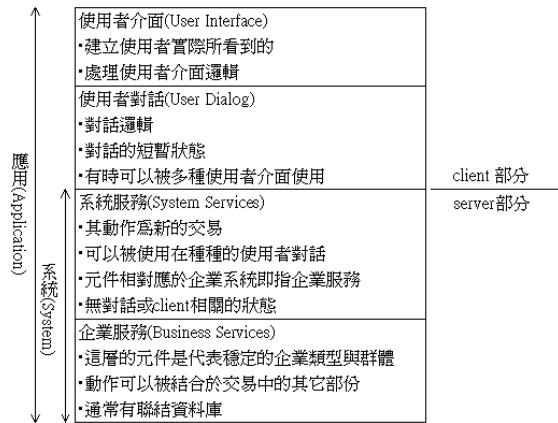 使用者介面(User Interface)
▪建立使用者實際所看到的
▪處理使用者介面邏輯
使用者對話(User Dialog)
▪對話邏輯
▪對話的短暫狀態
▪有時可以被多種使用者介面使用
系統服務(System Services)
▪其動作為新的交易
▪可以被使用在種種的使用者對話
▪元件相對應於企業系統即指企業服務
▪無對話或client相關的狀態
企業服務(Business Services)
▪這層的元件是代表穩定的企業類型與群體
▪動作可以被結合於交易中的其它部份
▪通常有聯結資料庫
應用(Application)
系統(System)
client 部分
server部分